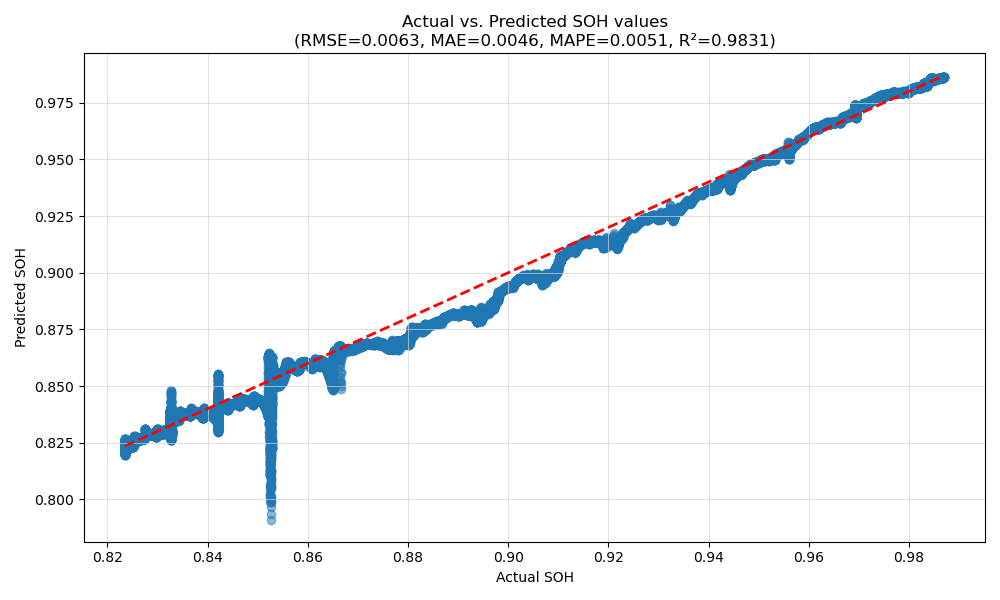 Actual vs. Predicted SOH values
(RMSE=0.0063, MAE=0.0046, MAPE=0.0051, R²=0.9831)
Predicted SOH
0.975
0.950
0.925
0.900
0.875
0.850
0.825
0.800
0.82 0.84 0.86 0.88 0.90 0.92 0.94 0.96 0.98
Actual SOH